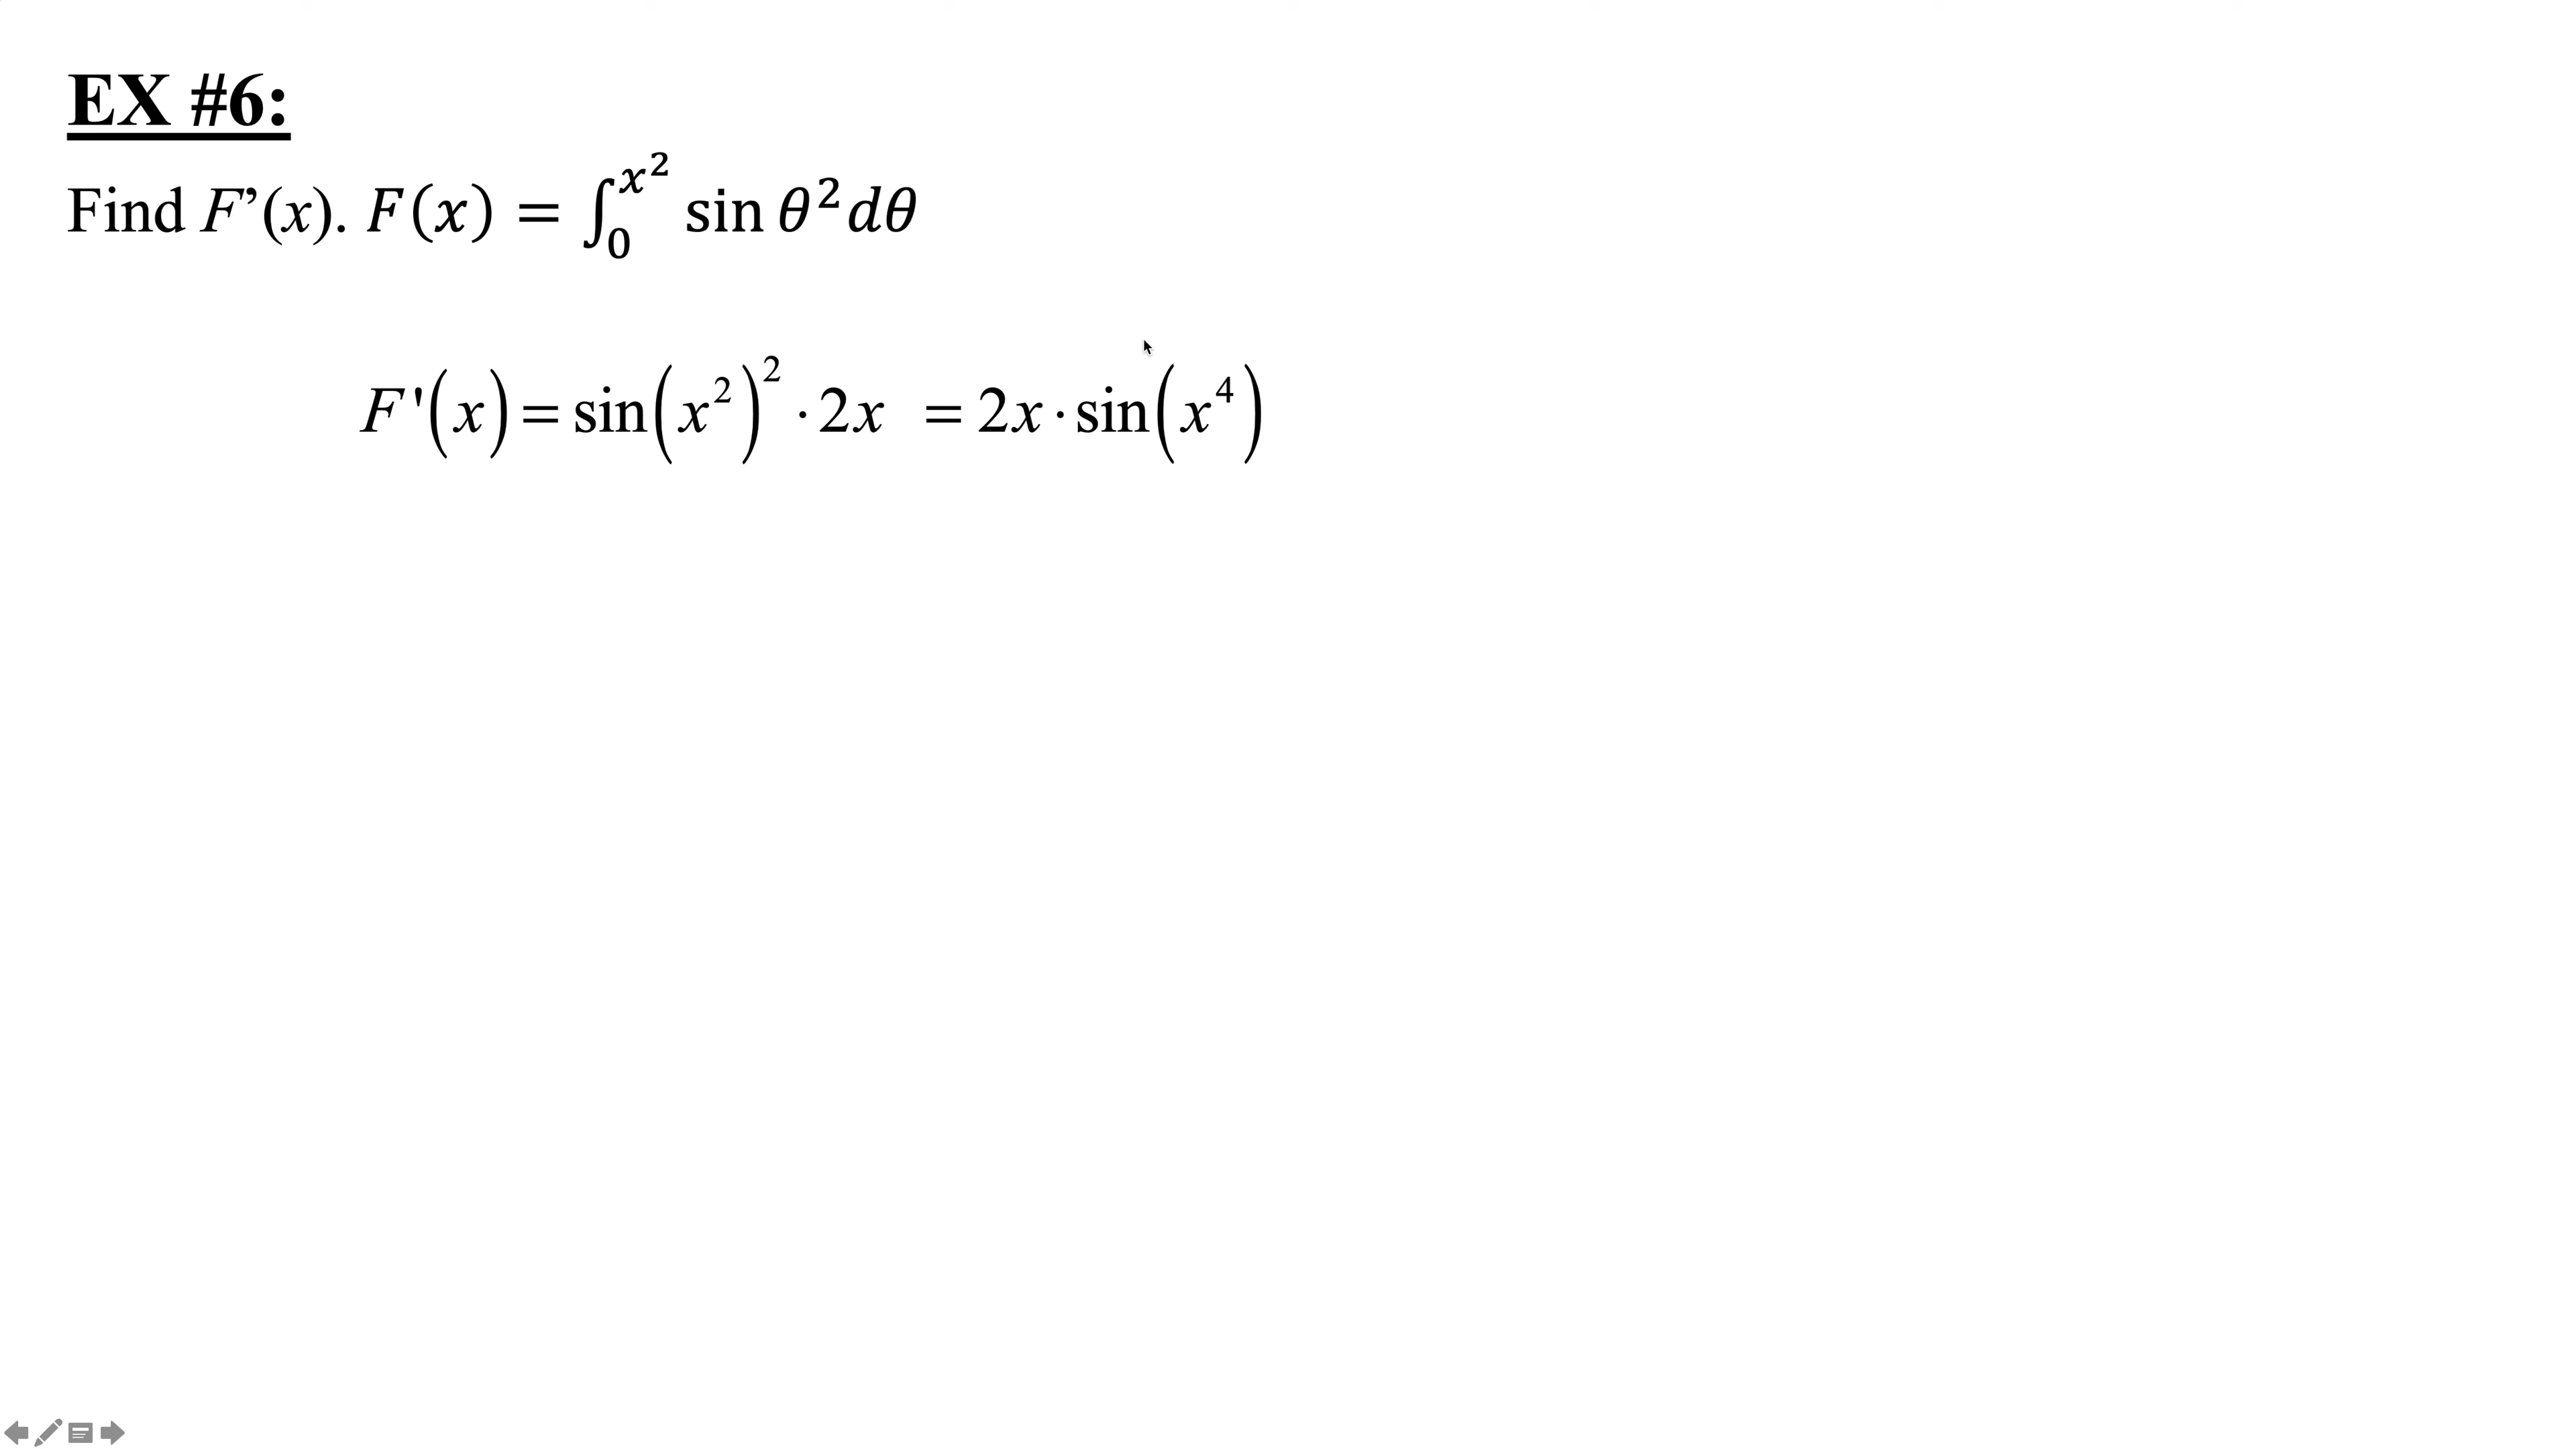 EX #6:
Find F’(x). F(x) = ∫₀^{x²} sin θ² dθ
F'(x) = sin(x²)² · 2x = 2x · sin(x⁴)